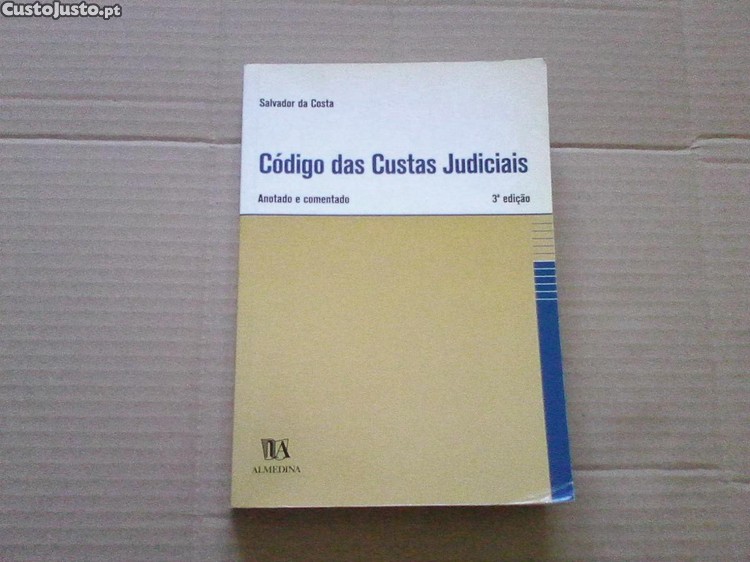 CustoJusto.pt
Salvador da Costa
Código das Custas Judiciais
Anotado e comentado 3ª edição
ALMEDINA